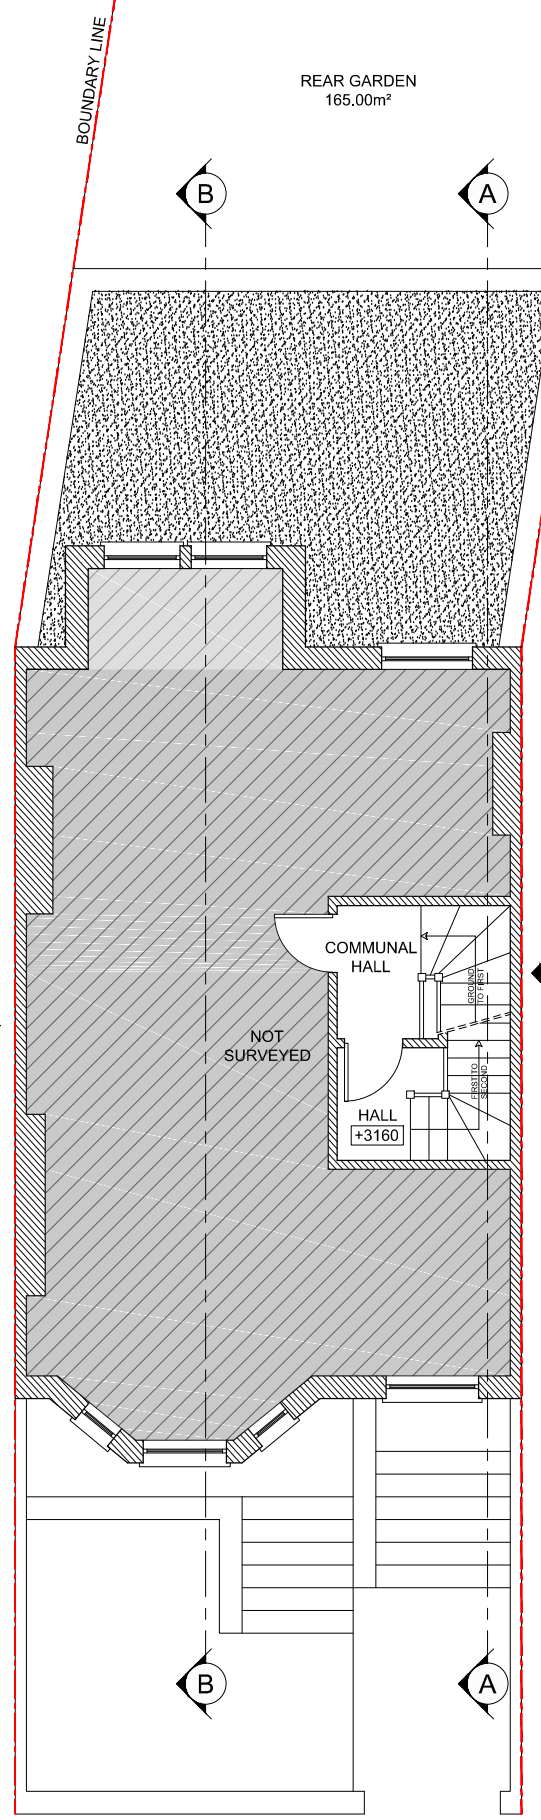 BOUNDARY LINE
REAR GARDEN
165.00m²
B
A
COMMUNAL
HALL
GROUND
TO FIRST
NOT
SURVEYED
FIRST TO
SECOND
HALL
+3160
B
A